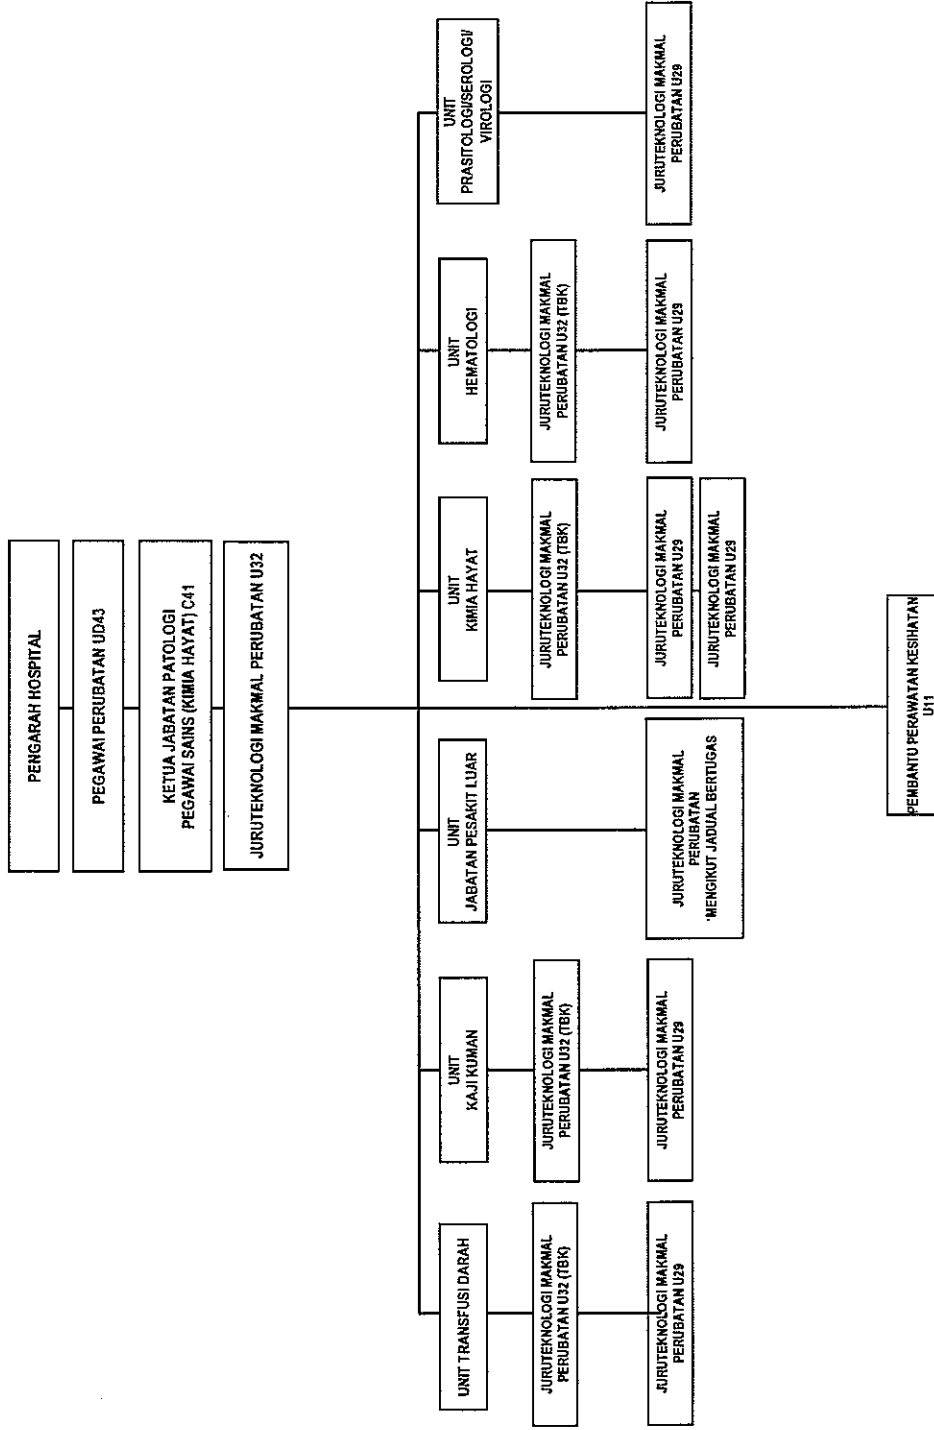 PENGARAH HOSPITAL
PEGAWAI PERUBATAN UD43
KETUA JABATAN PATOLOGI
PEGAWAI SAINS (KIMIA HAYAT) C41
JURUTEKNOLOGI MAKMAL PERUBATAN U32
UNIT TRANSFUSI DARAH
UNIT
KAJI KUMAN
UNIT
JABATAN PESAKIT LUAR
UNIT
KIMIA HAYAT
UNIT
HEMATOLOGI
UNIT
PRASITOLOGI/SEROLOGI/
VIROLOGI
JURUTEKNOLOGI MAKMAL
PERUBATAN U32 (TBK)
JURUTEKNOLOGI MAKMAL
PERUBATAN U32 (TBK)
JURUTEKNOLOGI MAKMAL
PERUBATAN U32 (TBK)
JURUTEKNOLOGI MAKMAL
PERUBATAN U32 (TBK)
JURUTEKNOLOGI MAKMAL
PERUBATAN U29
JURUTEKNOLOGI MAKMAL
PERUBATAN U29
JURUTEKNOLOGI MAKMAL
PERUBATAN
*MENGIKUT JADUAL BERTUGAS
JURUTEKNOLOGI MAKMAL
PERUBATAN U29
JURUTEKNOLOGI MAKMAL
PERUBATAN U29
JURUTEKNOLOGI MAKMAL
PERUBATAN U29
JURUTEKNOLOGI MAKMAL
PERUBATAN U29
PEMBANTU PERAWATAN KESIHATAN
U11